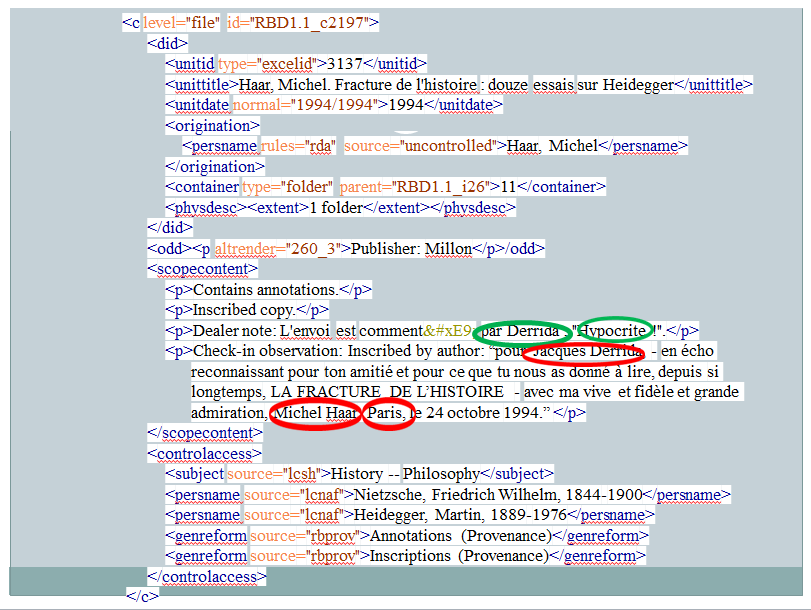 <c level="file" id="RBD1.1_c2197">
<did>
<unitid type="excelid">3137</unitid>
<unittitle>Haar, Michel. Fracture de l'histoire : douze essais sur Heidegger</unittitle>
<unitdate normal="1994/1994">1994</unitdate>
<origination>
<persname rules="rda" source="uncontrolled">Haar, Michel</persname>
</origination>
<container type="folder" parent="RBD1.1_i26">11</container>
<physdesc><extent>1 folder</extent></physdesc>
</did>
<odd><p altrender="260_3">Publisher: Millon</p>/odd>
<scopecontent>
<p>Contains annotations.</p>
<p>Inscribed copy.</p>
<p>Dealer note: L'envoi est comment&#xE9; par Derrida : "Hypocrite !".</p>
<p>Check-in observation: Inscribed by author: “pour Jacques Derrida - en écho
reconnaissant pour ton amitié et pour ce que tu nous as donné à lire, depuis si
longtemps, LA FRACTURE DE L’HISTOIRE - avec ma vive et fidèle et grande
admiration, Michel Haar Paris, le 24 octobre 1994.” </p>
</scopecontent>
<controlaccess>
<subject source="lcsh">History -- Philosophy</subject>
<persname source="lcnaf">Nietzsche, Friedrich Wilhelm, 1844-1900</persname>
<persname source="lcnaf">Heidegger, Martin, 1889-1976</persname>
<genreform source="rbprov">Annotations (Provenance)</genreform>
<genreform source="rbprov">Inscriptions (Provenance)</genreform>
</controlaccess>
</c>